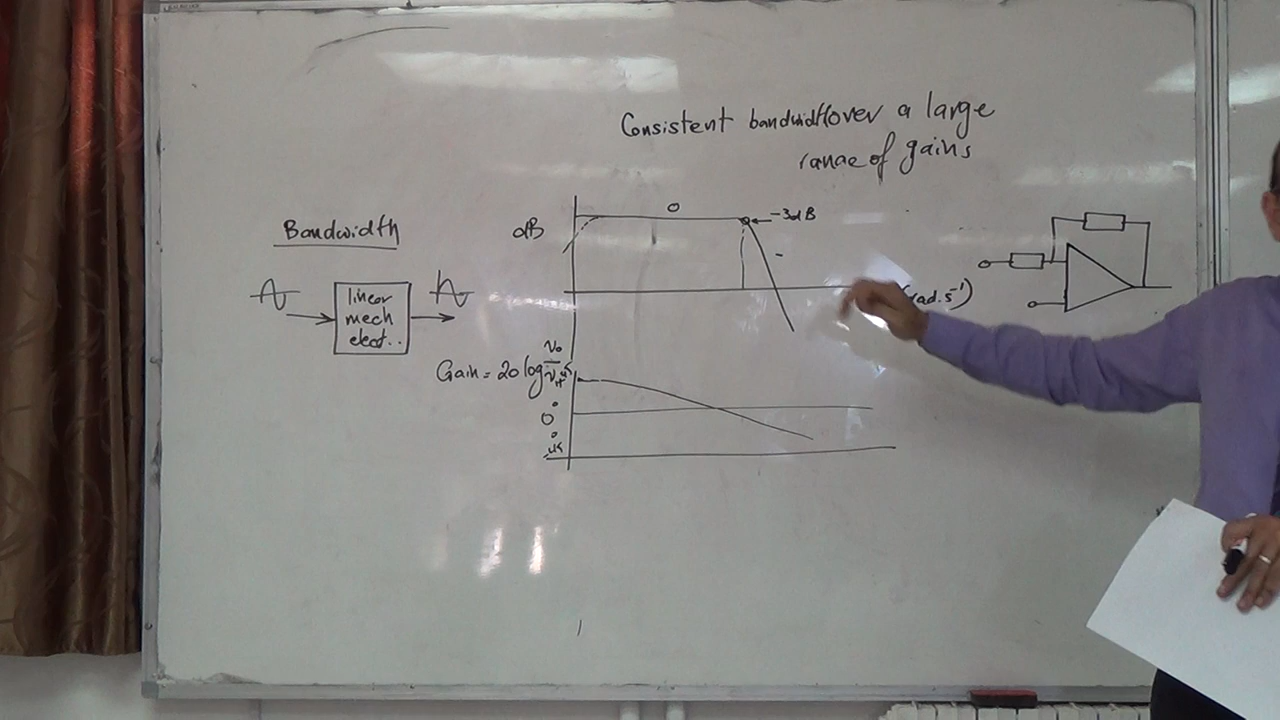 Consistent bandwidth over a large
range of gains
Bandwidth
dB
0
-3dB
linear
mech
elect..
(rad.s⁻¹)
Gain = 20 log Vo
0°